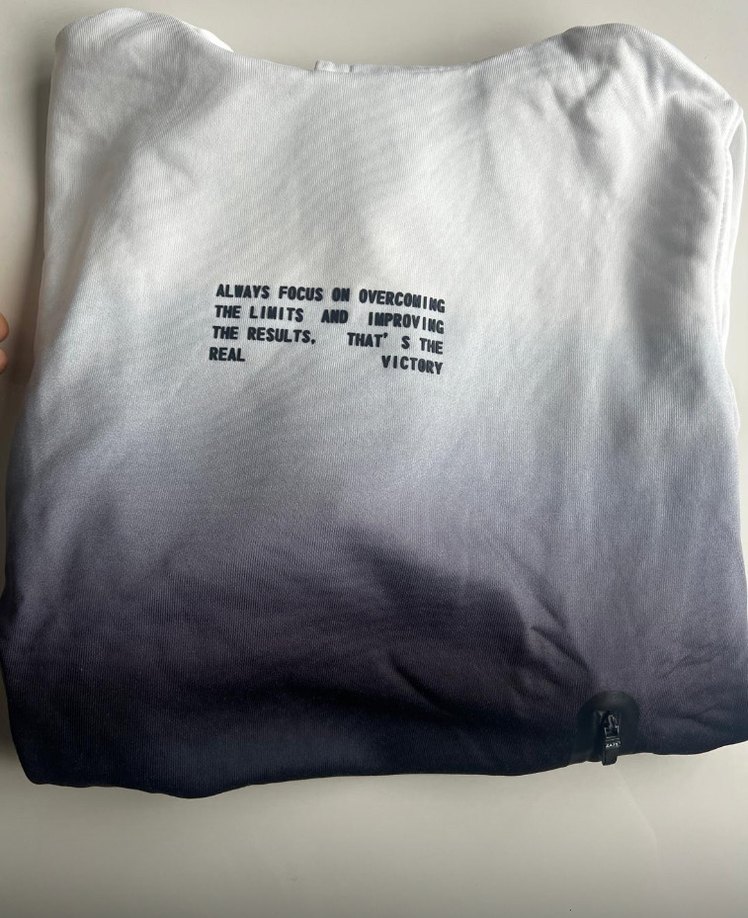 ALWAYS FOCUS ON OVERCOMING
THE LIMITS AND IMPROVING
THE RESULTS. THAT' S THE
REAL VICTORY